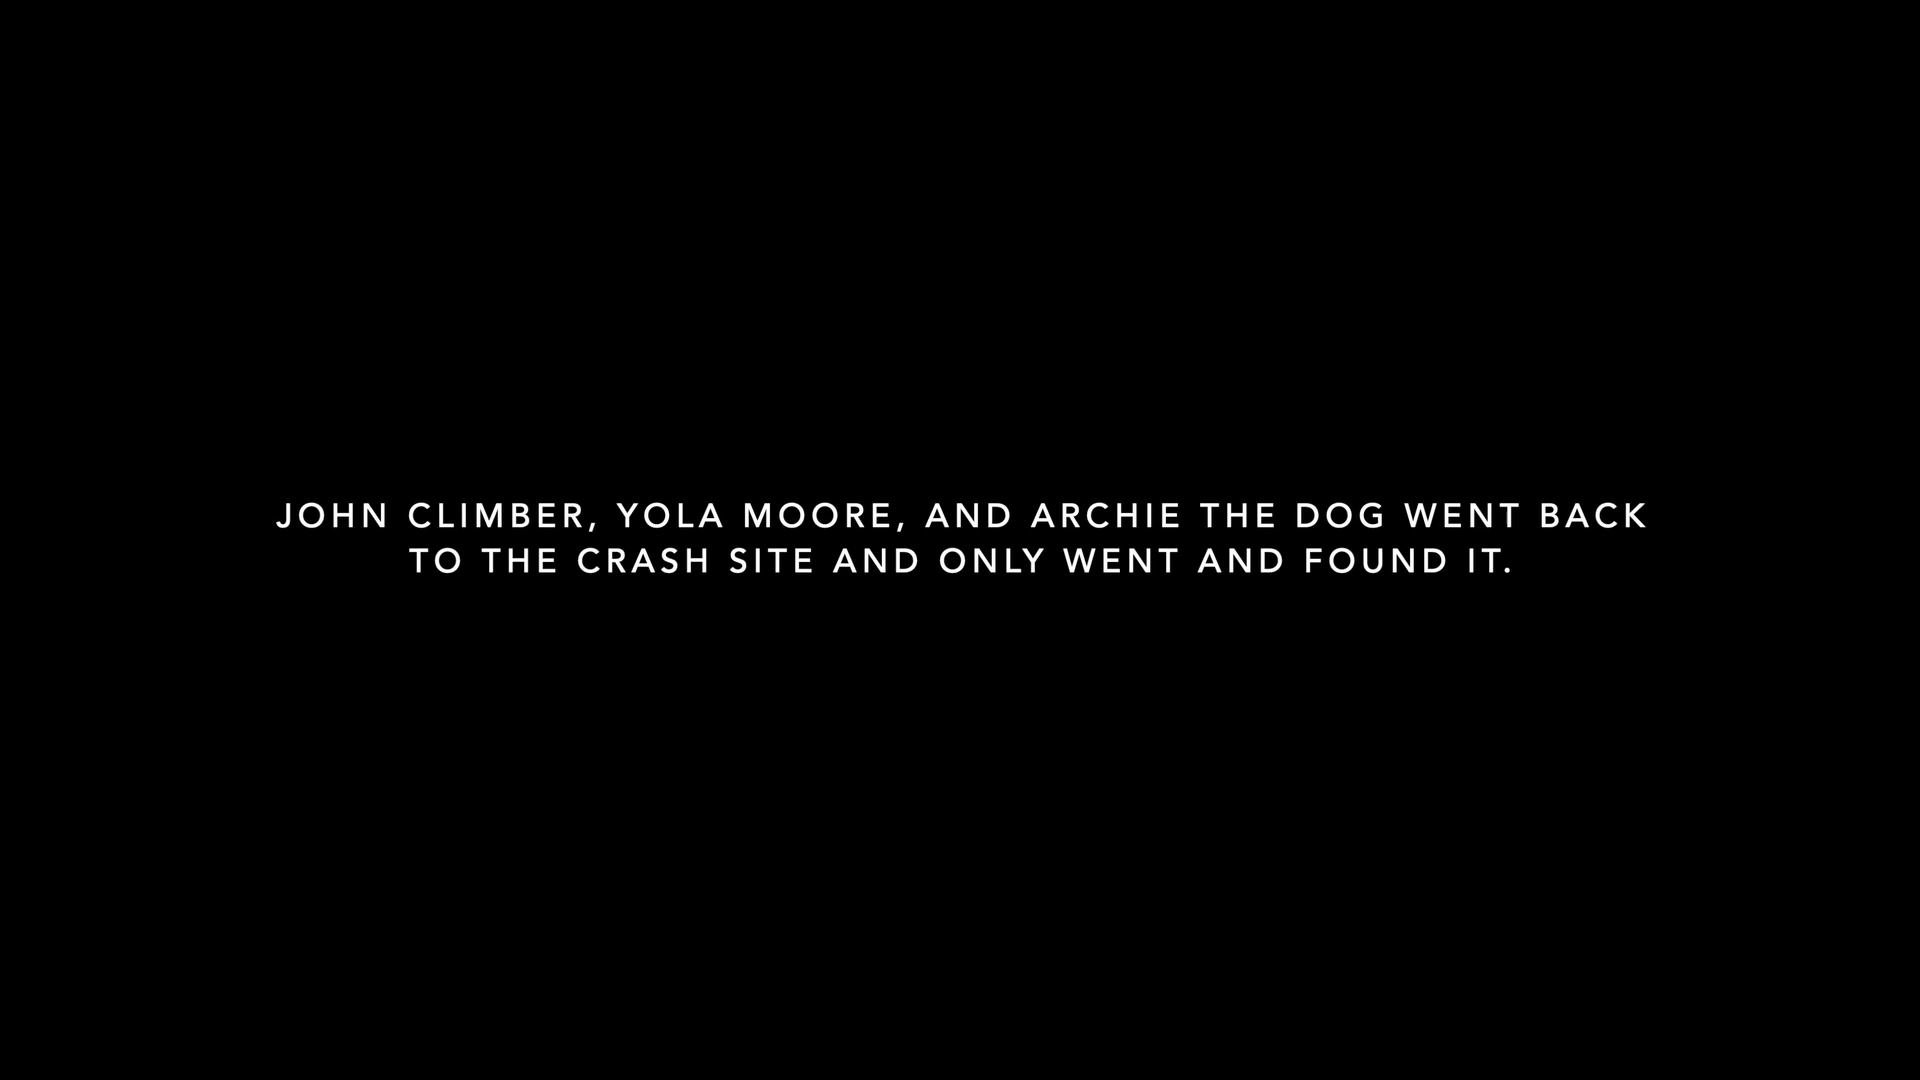 JOHN CLIMBER, YOLA MOORE, AND ARCHIE THE DOG WENT BACK
TO THE CRASH SITE AND ONLY WENT AND FOUND IT.